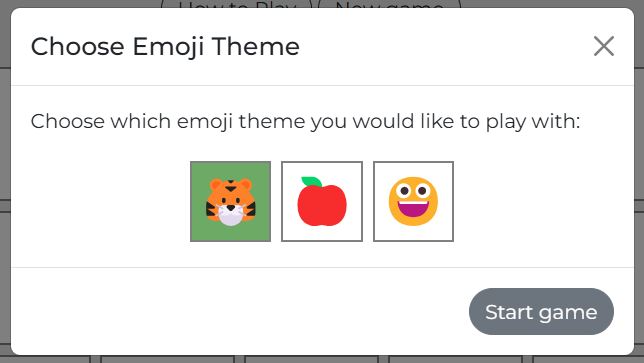 How to Play New game
Choose Emoji Theme
Choose which emoji theme you would like to play with:
Start game